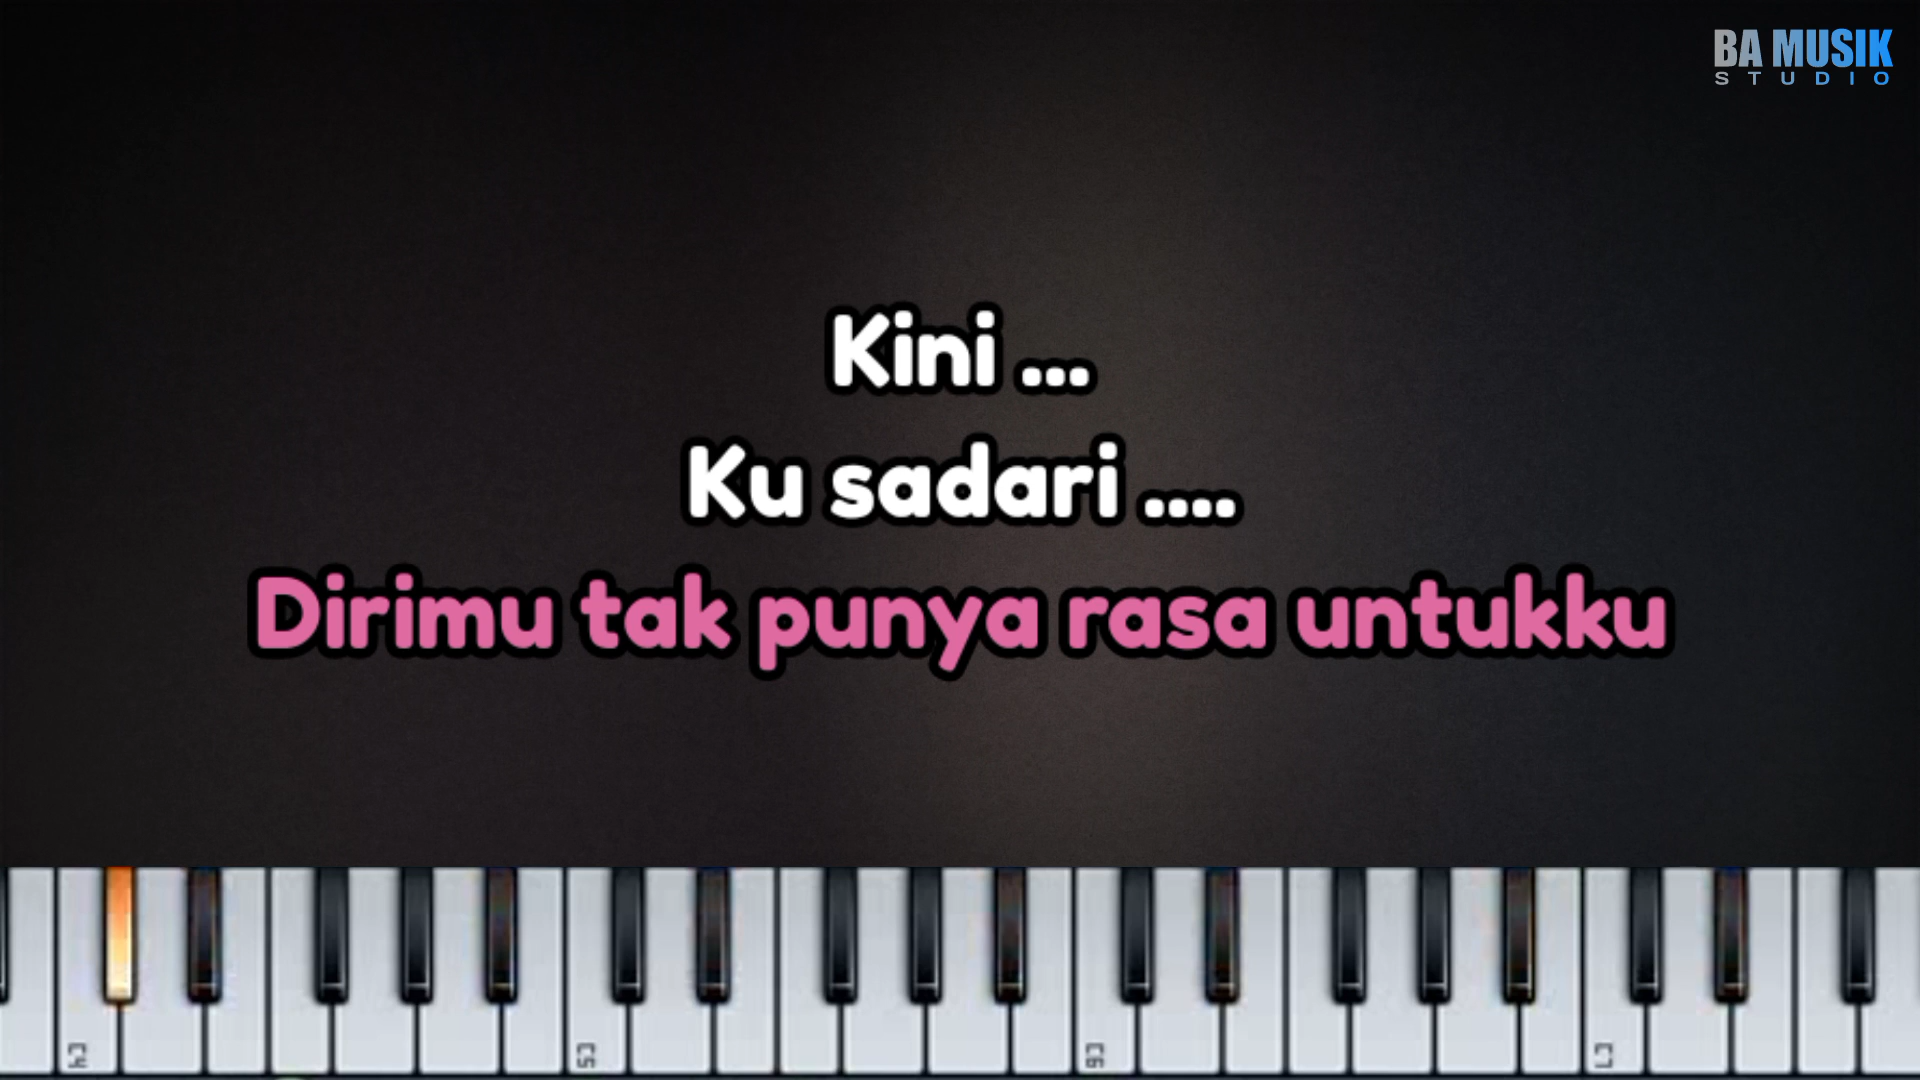 BA MUSIK
STUDIO
Kini ...
Ku sadari ....
Dirimu tak punya rasa untukku
C4
C5
C6
C7